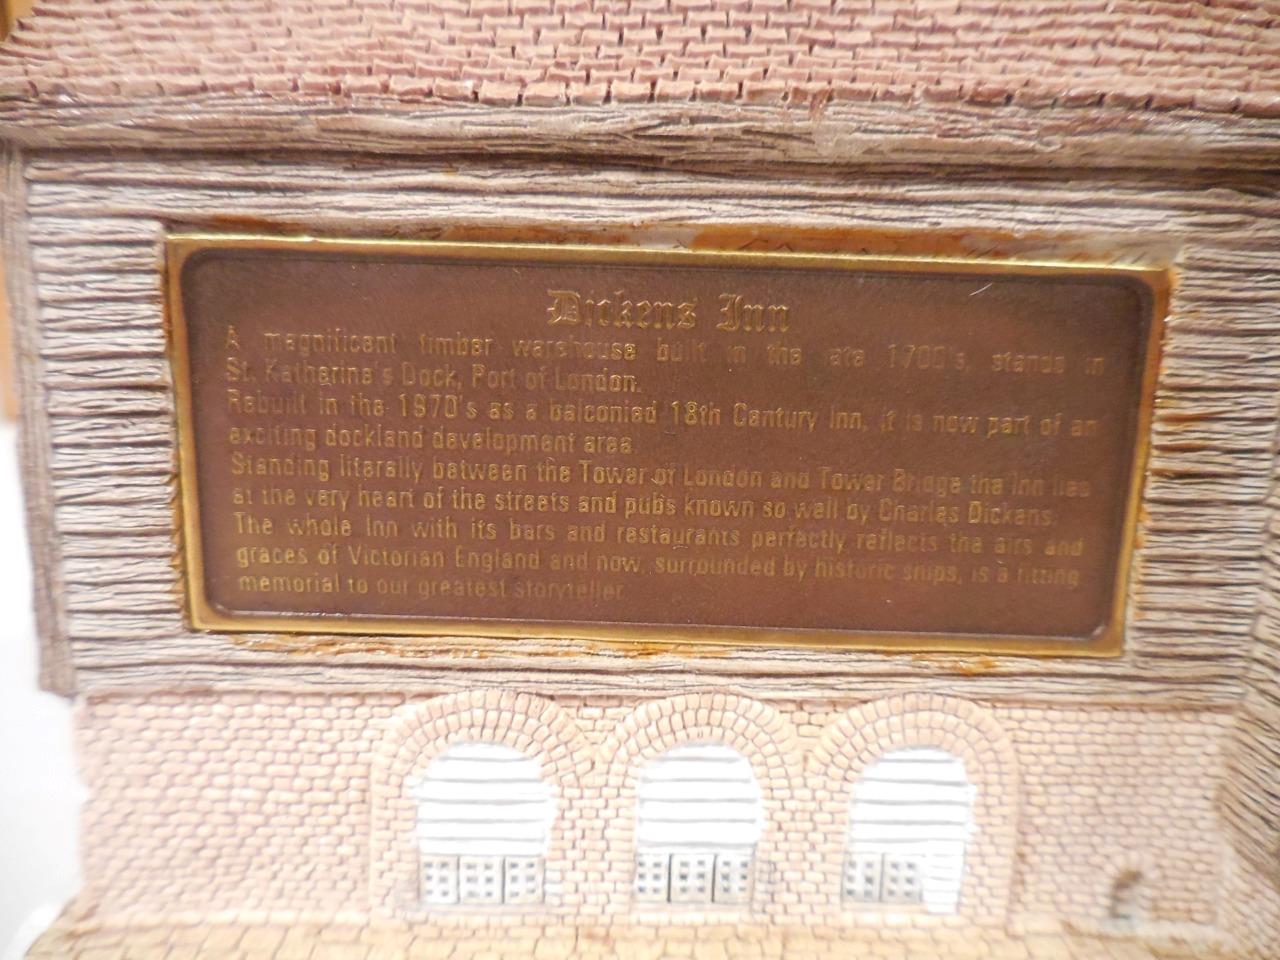 Dickens Inn
A magnificent timber warehouse built in the late 1700's, stands in
St. Katharine's Dock, Port of London.
Rebuilt in the 1970's as a balconied 18th Century Inn, it is now part of an
exciting dockland development area.
Standing literally between the Tower of London and Tower Bridge the Inn lies
at the very heart of the streets and pubs known so well by Charles Dickens.
The whole Inn with its bars and restaurants perfectly reflects the airs and
graces of Victorian England and now, surrounded by historic ships, is a fitting
memorial to our greatest storyteller.